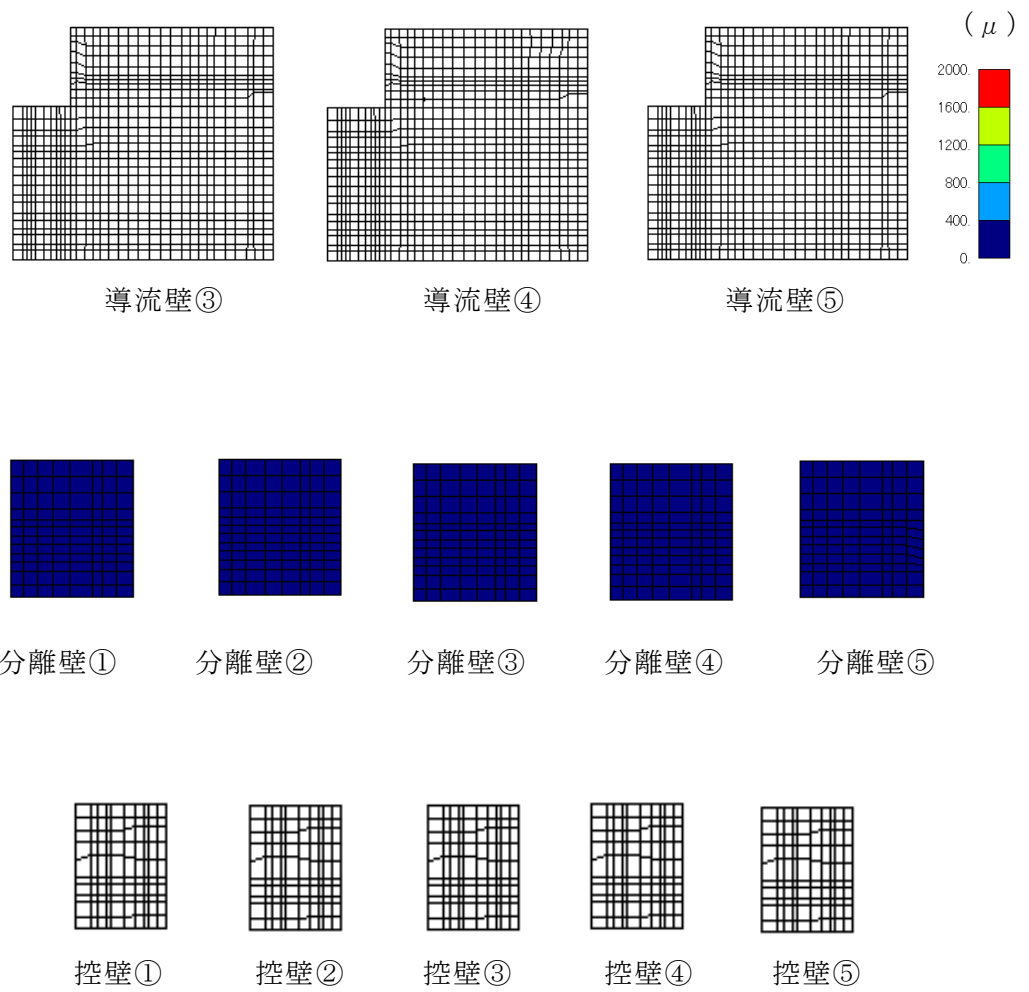 (μ)
2000.
1600.
1200.
800.
400.
0.
導流壁③
導流壁④
導流壁⑤
分離壁①
分離壁②
分離壁③
分離壁④
分離壁⑤
控壁①
控壁②
控壁③
控壁④
控壁⑤